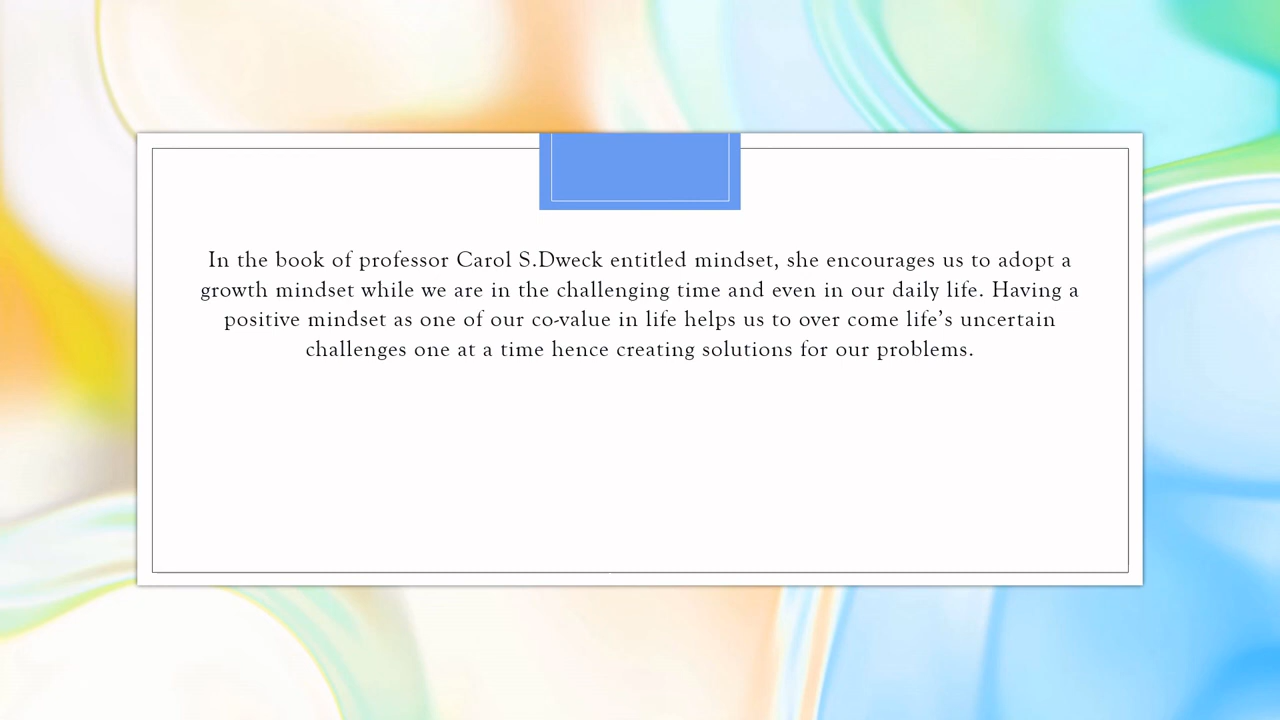 In the book of professor Carol S.Dweck entitled mindset, she encourages us to adopt a
growth mindset while we are in the challenging time and even in our daily life. Having a
positive mindset as one of our co-value in life helps us to over come life’s uncertain
challenges one at a time hence creating solutions for our problems.